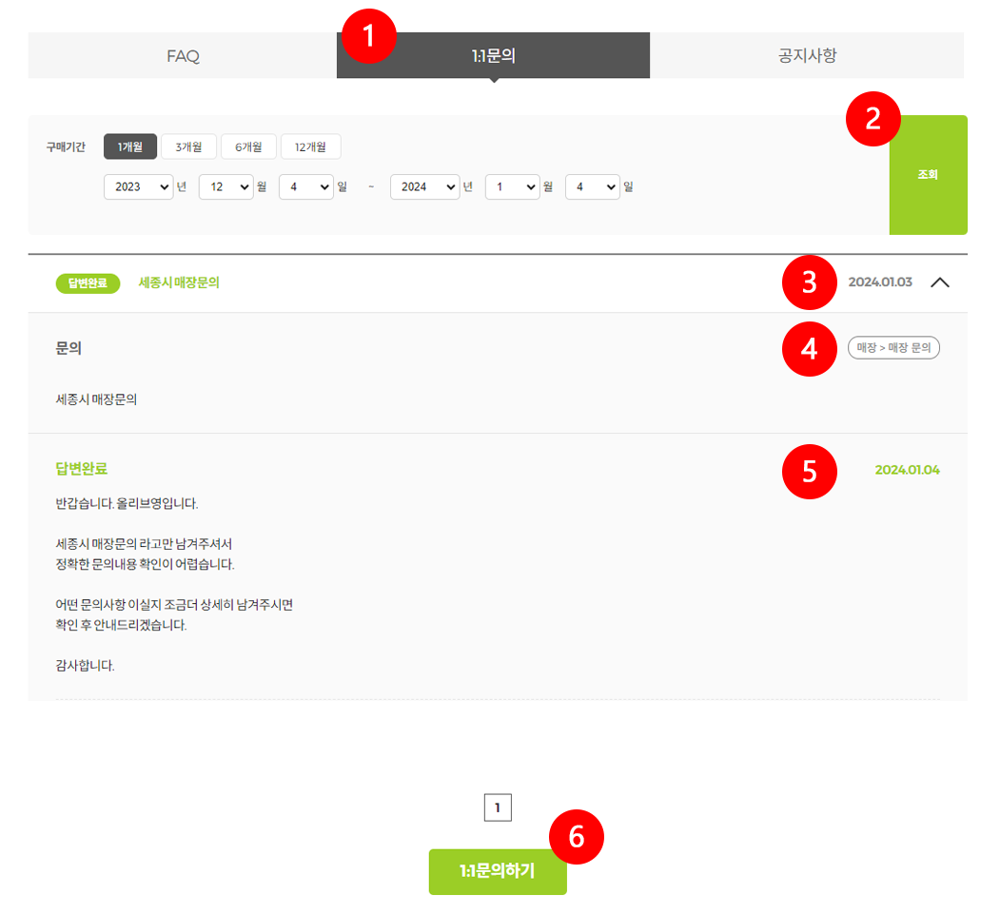 1
FAQ 1:1문의 공지사항
2
구매기간 1개월 3개월 6개월 12개월
조회
2023 년 12 월 4 일 ~ 2024 년 1 월 4 일
답변완료 세종시 매장문의 3 2024.01.03
문의 4 매장 > 매장 문의
세종시 매장문의
답변완료 5 2024.01.04
반갑습니다. 올리브영입니다.
세종시 매장문의 라고만 남겨주셔서
정확한 문의내용 확인이 어렵습니다.
어떤 문의사항 이실지 조금더 상세히 남겨주시면
확인 후 안내드리겠습니다.
감사합니다.
1
6
1:1문의하기